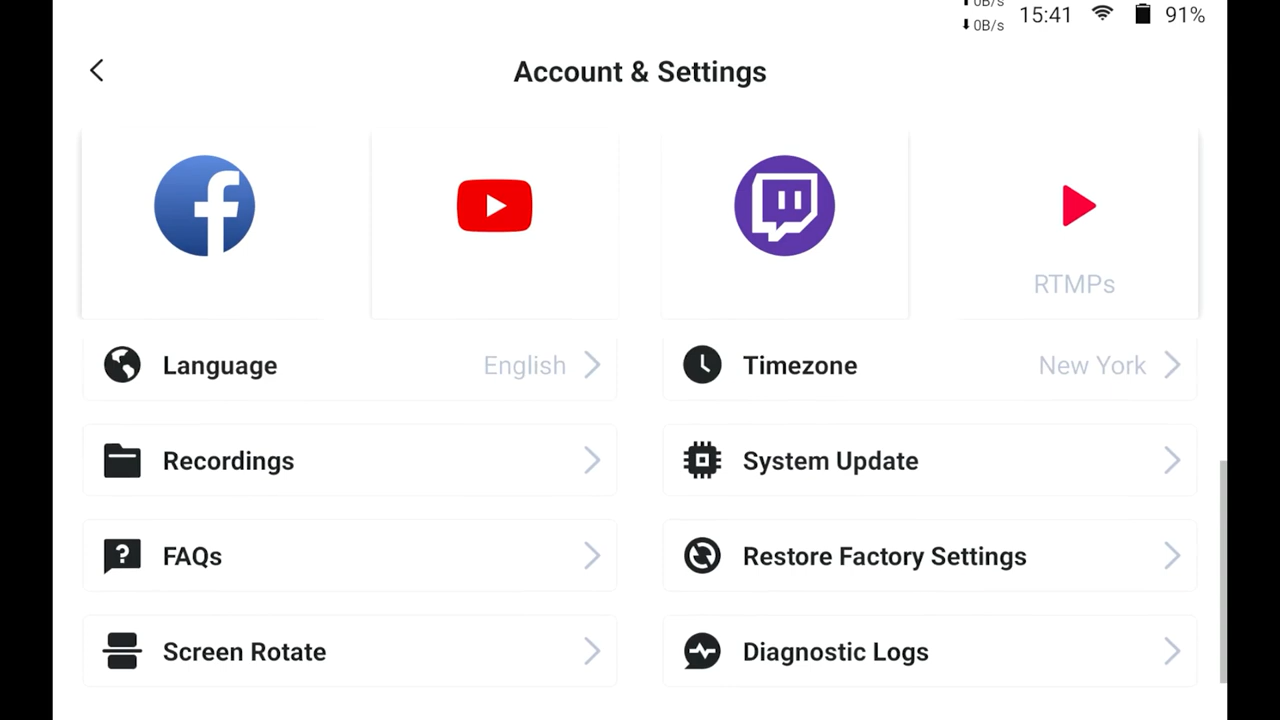 0B/s
0B/s 15:41 91%
Account & Settings
RTMPs
Language English Timezone New York
Recordings System Update
FAQs Restore Factory Settings
Screen Rotate Diagnostic Logs